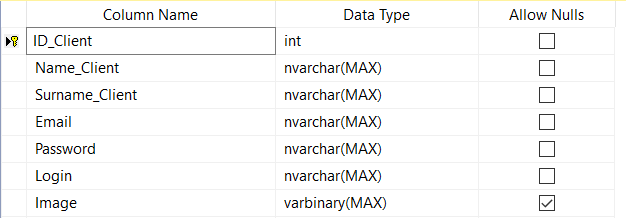 Column Name Data Type Allow Nulls
ID_Client int
Name_Client nvarchar(MAX)
Surname_Client nvarchar(MAX)
Email nvarchar(MAX)
Password nvarchar(MAX)
Login nvarchar(MAX)
Image varbinary(MAX)